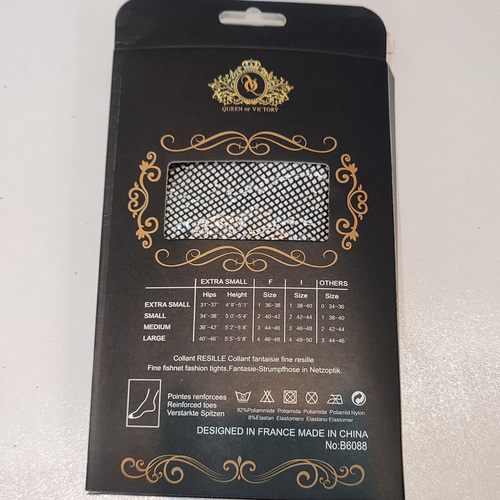 QUEEN OF VICTORY
EXTRA SMALL F I OTHERS
Hips Height Size Size Size
EXTRA SMALL 31"-37" 4'9"-5'1" 1 36-38 1 38-40 0 34-36
SMALL 34"-38" 5'0"-5'4" 2 40-42 2 42-44 1 38-40
MEDIUM 36"-42" 5'2"-5'8" 3 44-46 3 46-48 2 42-44
LARGE 40"-46" 5'5"-5'8" 4 46-48 4 48-50 3 44-46
Collant RESILLE Collant fantaisie fine resille
Fine fishnet fashion tights,Fantasie-Strumpfhose in Netzoptik.
Pointes renforcees
Reinforced toes
Verstarkte Spitzen
92%Poliammide Poliamida Poliamide Poliamid Nylon
8%Elastan Elastomero Elastano Elastomer
DESIGNED IN FRANCE MADE IN CHINA
No:B6088